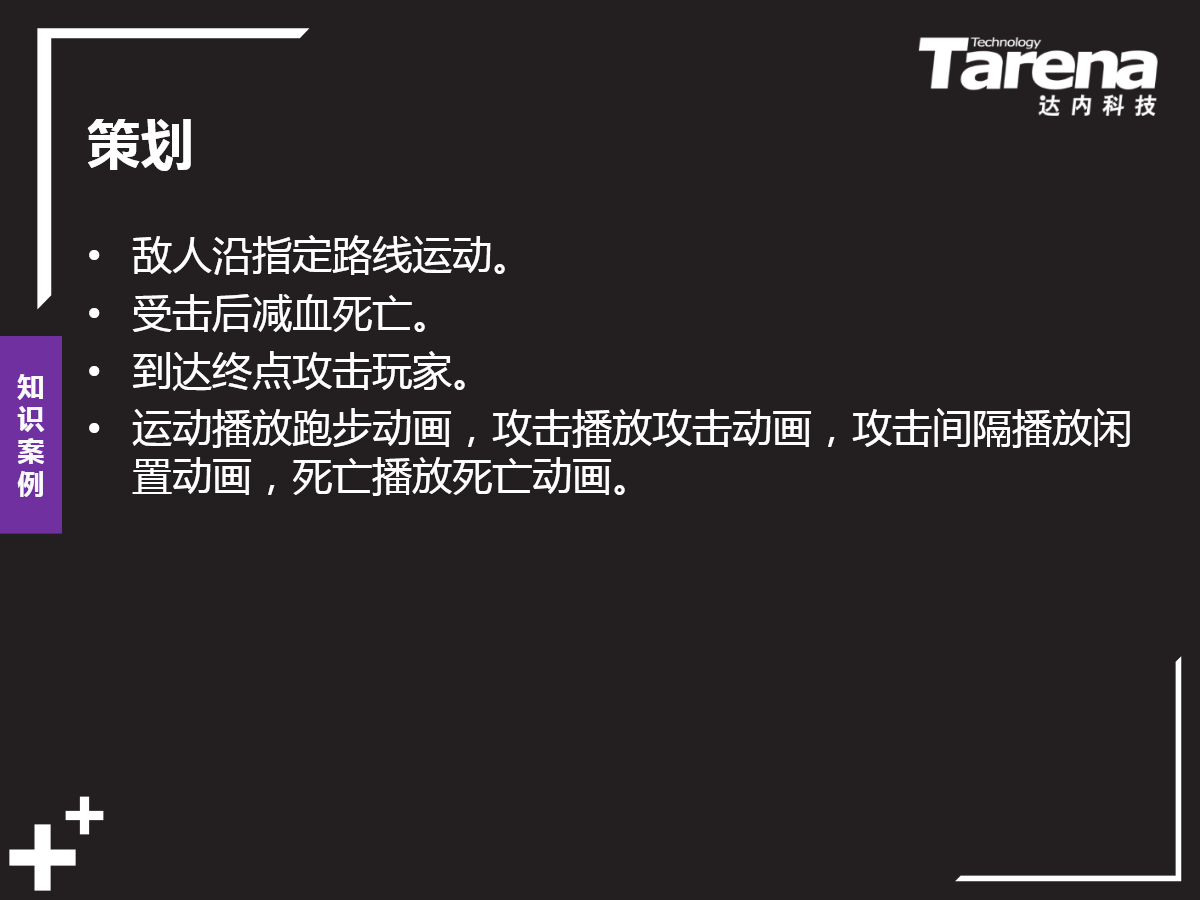 Technology
Tarena
达内科技
策划
• 敌人沿指定路线运动。
• 受击后减血死亡。
• 到达终点攻击玩家。
• 运动播放跑步动画，攻击播放攻击动画，攻击间隔播放闲
置动画，死亡播放死亡动画。
知识案例